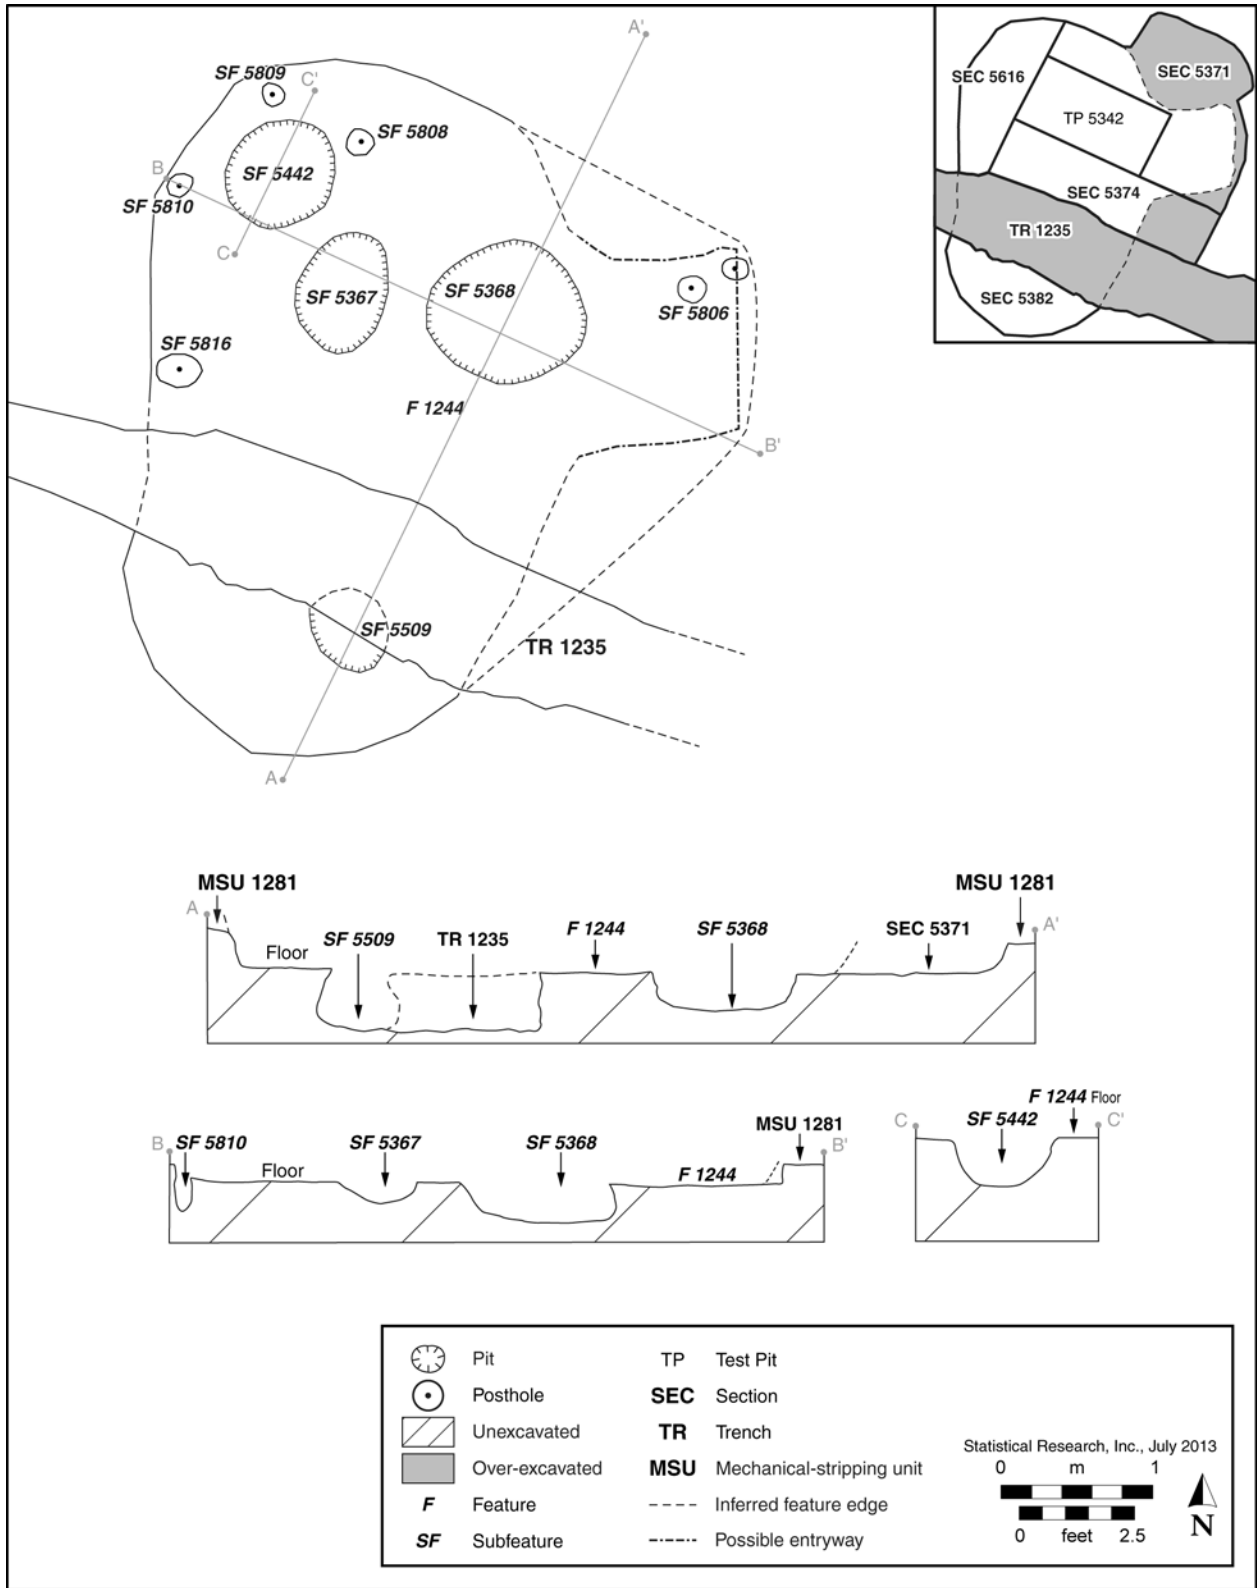 A'
SF 5809
C'
SF 5808
SF 5442
B
SF 5810
C
SF 5367
SF 5368
SF 5806
SF 5816
F 1244
B'
SF 5509
TR 1235
A
SEC 5616
SEC 5371
TP 5342
SEC 5374
TR 1235
SEC 5382
MSU 1281
MSU 1281
A
A'
SF 5509
TR 1235
F 1244
SF 5368
SEC 5371
Floor
B
SF 5810
SF 5367
SF 5368
MSU 1281
B'
Floor
F 1244
C
F 1244 Floor
SF 5442
C'
Pit
Posthole
Unexcavated
Over-excavated
F Feature
SF Subfeature
TP Test Pit
SEC Section
TR Trench
MSU Mechanical-stripping unit
Inferred feature edge
Possible entryway
Statistical Research, Inc., July 2013
0 m 1
0 feet 2.5
N